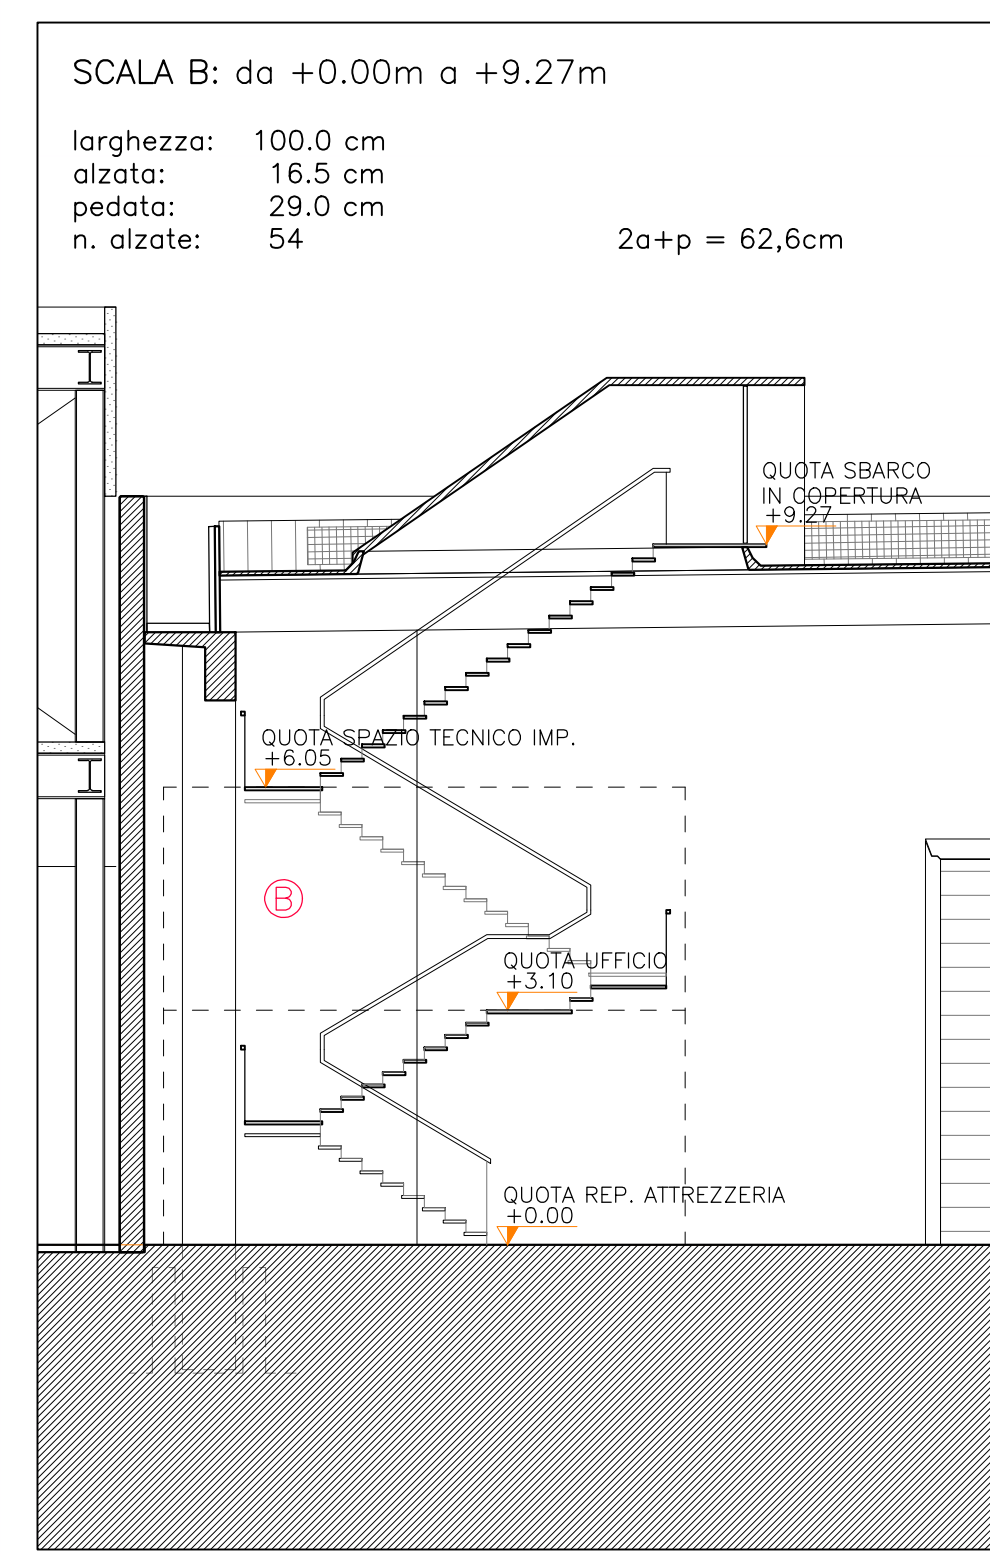 SCALA B: da +0.00m a +9.27m
larghezza: 100.0 cm
alzata: 16.5 cm
pedata: 29.0 cm
n. alzate: 54 2a+p = 62,6cm
QUOTA SBARCO
IN COPERTURA
+9.27
QUOTA SPAZIO TECNICO IMP.
+6.05
B
QUOTA UFFICIO
+3.10
QUOTA REP. ATTREZZERIA
+0.00